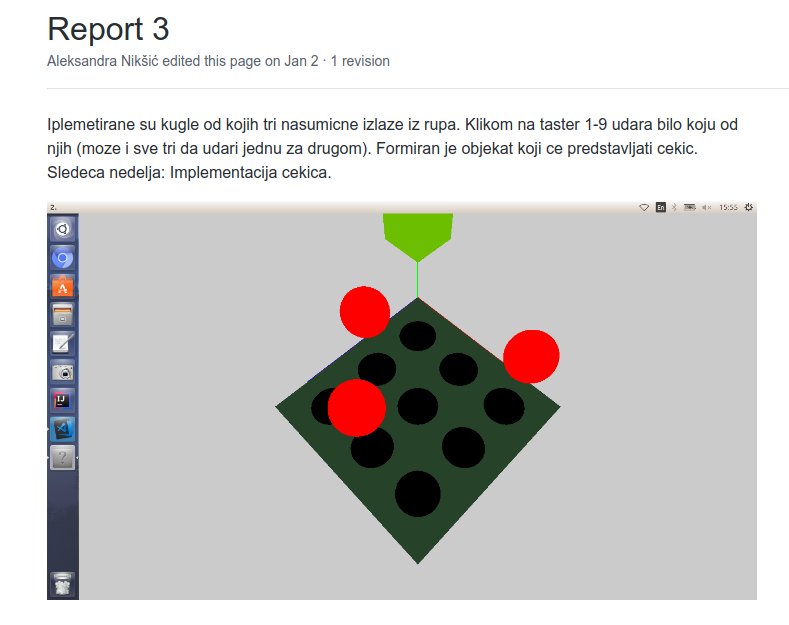 Report 3
Aleksandra Nikšić edited this page on Jan 2 · 1 revision
Iplemetirane su kugle od kojih tri nasumicne izlaze iz rupa. Klikom na taster 1-9 udara bilo koju od
njih (moze i sve tri da udari jednu za drugom). Formiran je objekat koji ce predstavljati cekic.
Sledeca nedelja: Implementacija cekica.
2. En 15:55
A
IJ
?